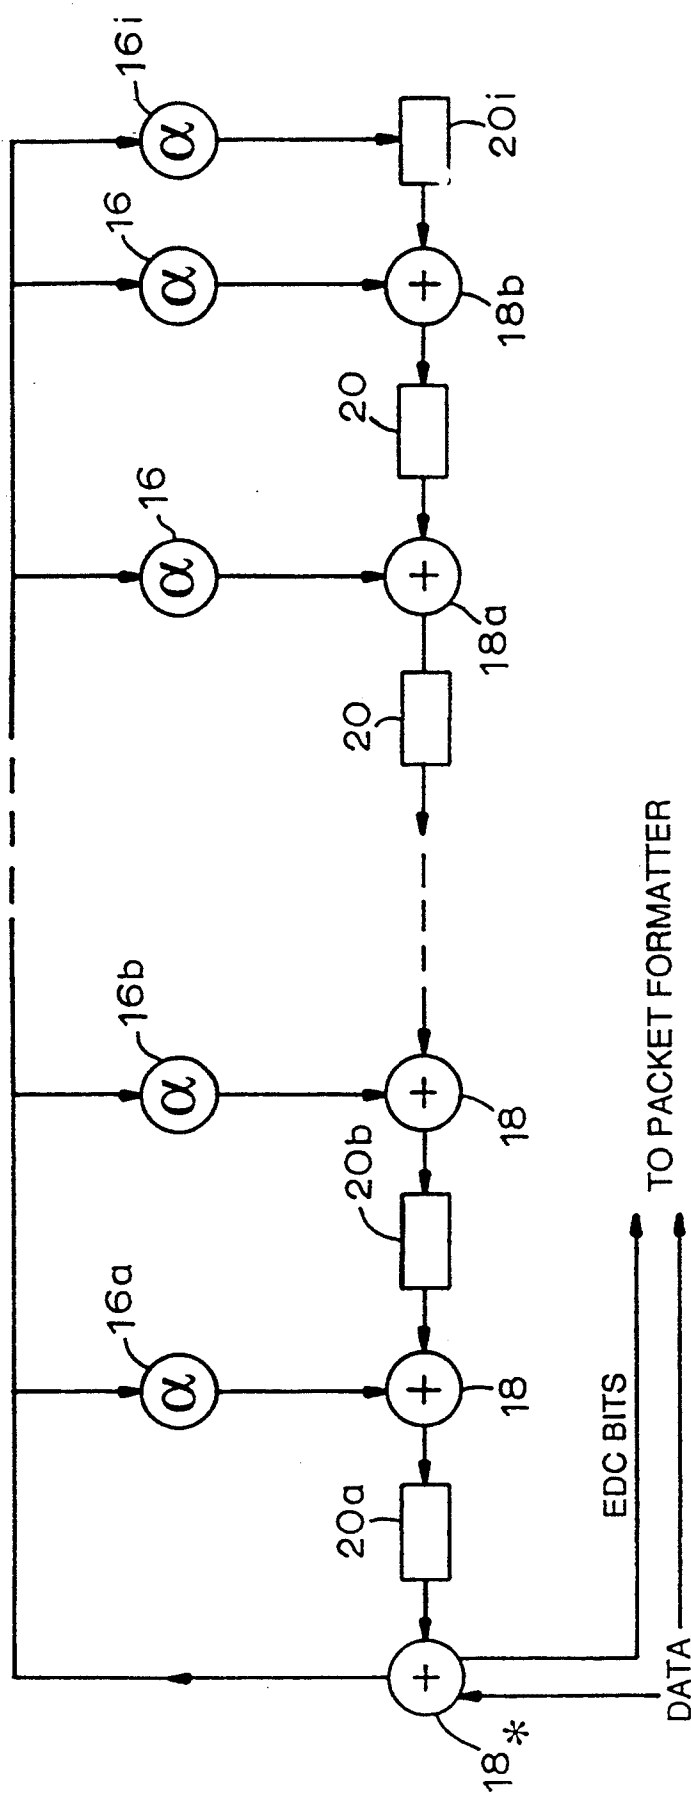 16a
16b
16
16
16i
α
α
α
α
α
20a
20b
20
20
+
+
+
+
+
18*
18
18
18a
18b
20i
EDC BITS
DATA
TO PACKET FORMATTER